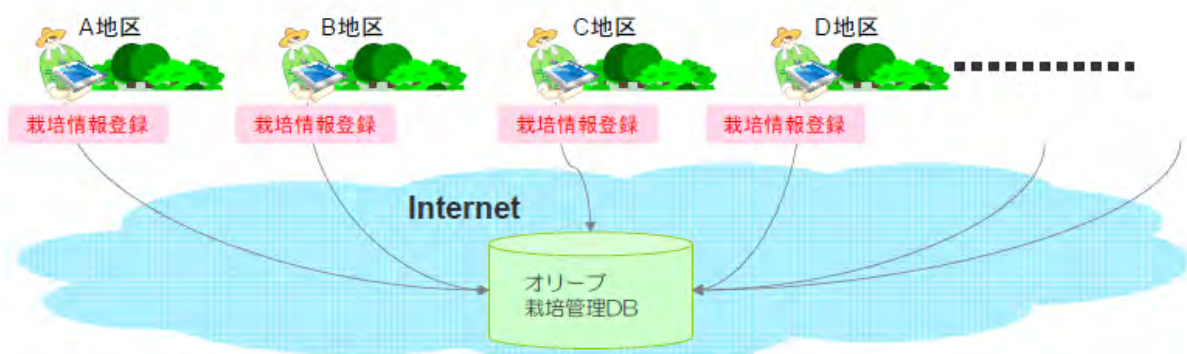 A地区
B地区
C地区
D地区
栽培情報登録
栽培情報登録
栽培情報登録
栽培情報登録
Internet
オリーブ
栽培管理DB